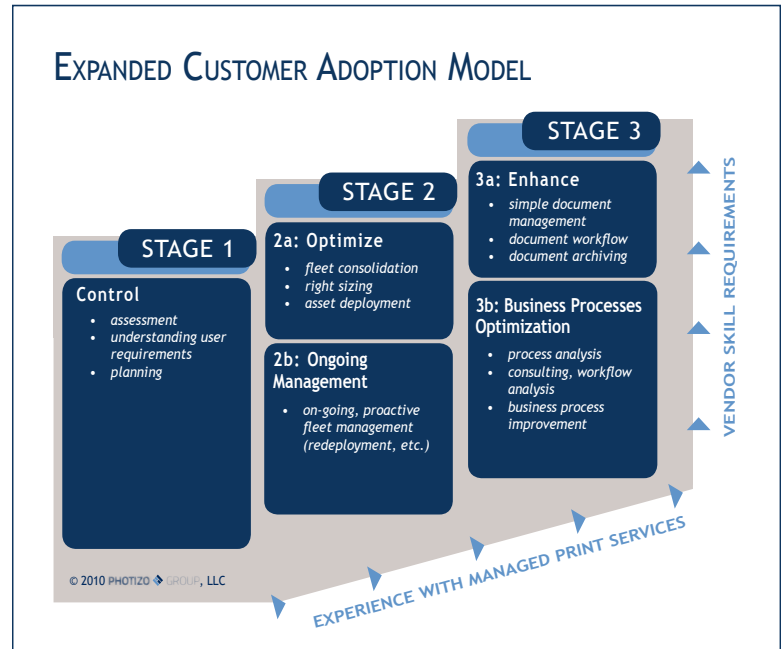 EXPANDED CUSTOMER ADOPTION MODEL
STAGE 1
Control
• assessment
• understanding user
requirements
• planning
STAGE 2
2a: Optimize
• fleet consolidation
• right sizing
• asset deployment
2b: Ongoing
Management
• on-going, proactive
fleet management
(redeployment, etc.)
STAGE 3
3a: Enhance
• simple document
management
• document workflow
• document archiving
3b: Business Processes
Optimization
• process analysis
• consulting, workflow
analysis
• business process
improvement
VENDOR SKILL REQUIREMENTS
EXPERIENCE WITH MANAGED PRINT SERVICES
© 2010 PHOTIZO GROUP, LLC